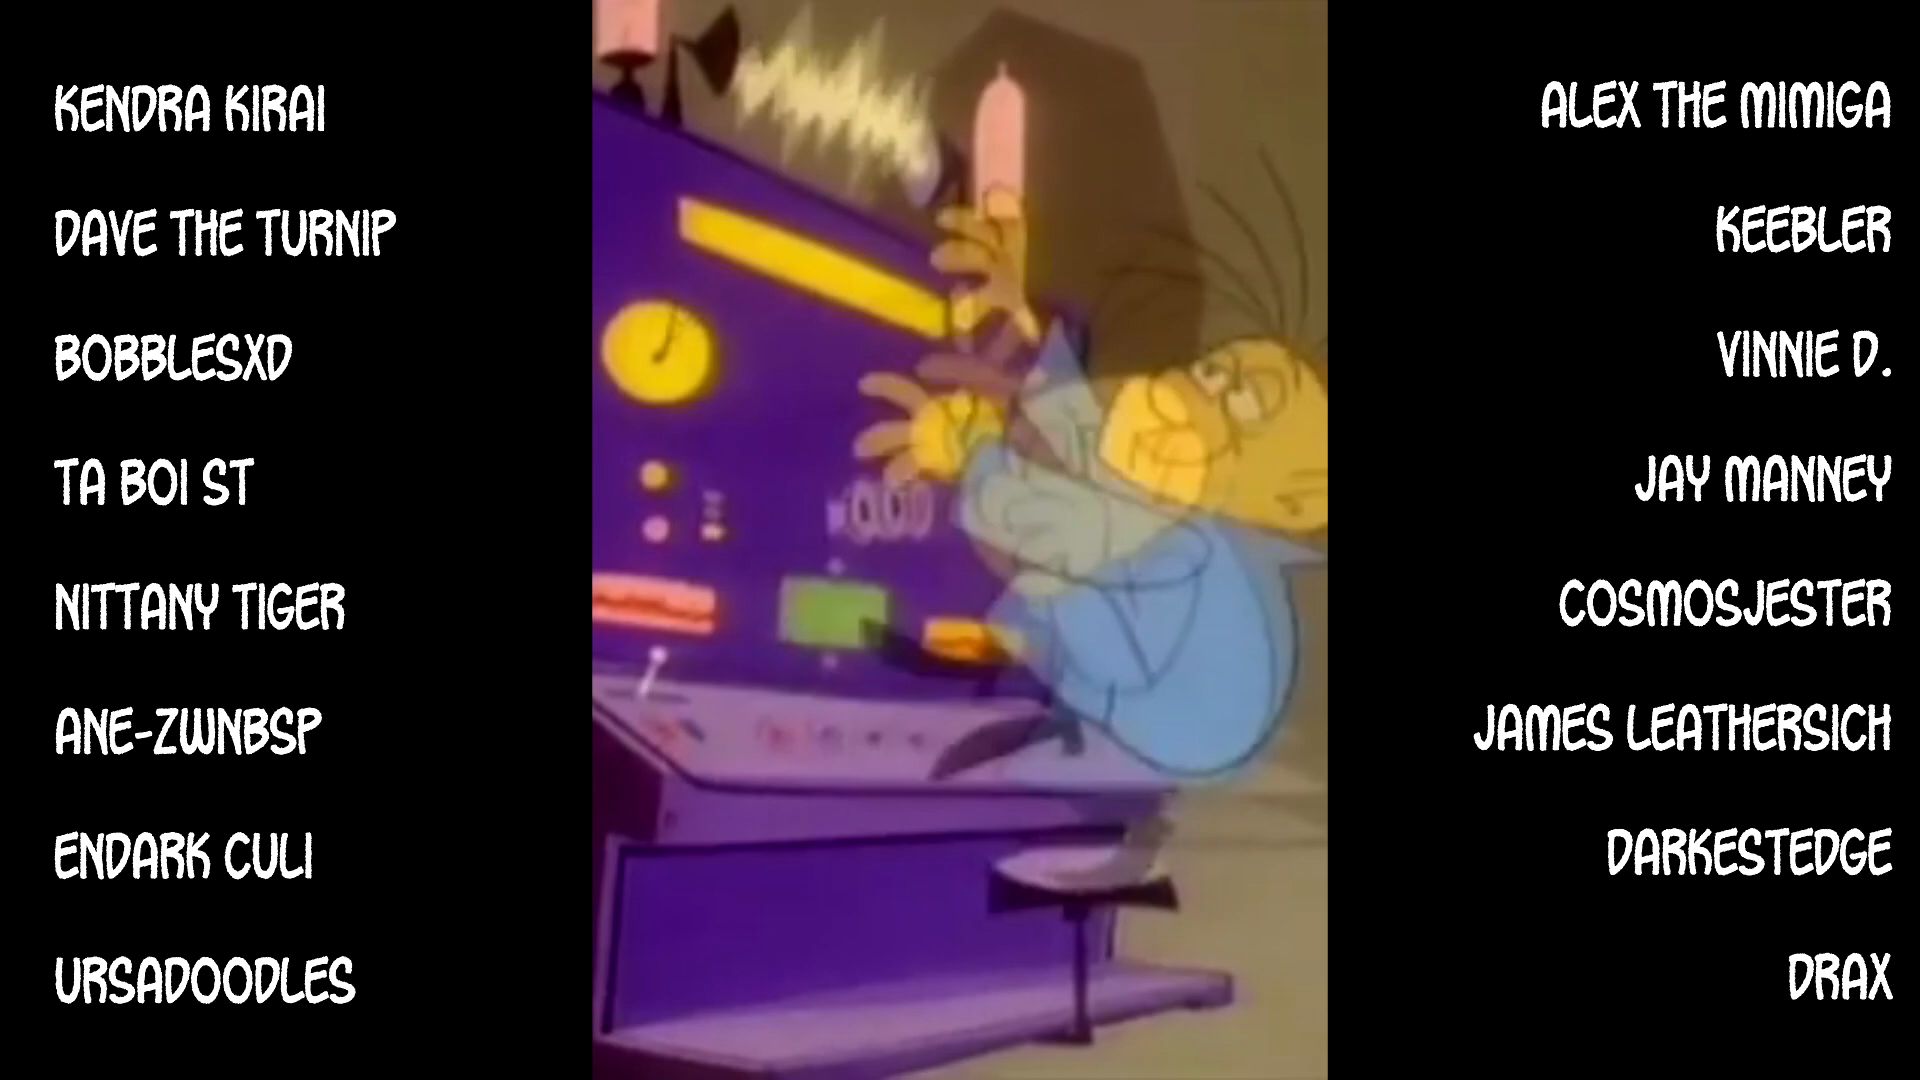 KENDRA KIRAI
DAVE THE TURNIP
BOBBLESXD
TA BOI ST
NITTANY TIGER
ANE-ZWNBSP
ENDARK CULI
URSADOODLES
ALEX THE MIMIGA
KEEBLER
VINNIE D.
JAY MANNEY
COSMOSJESTER
JAMES LEATHERSICH
DARKESTEDGE
DRAX